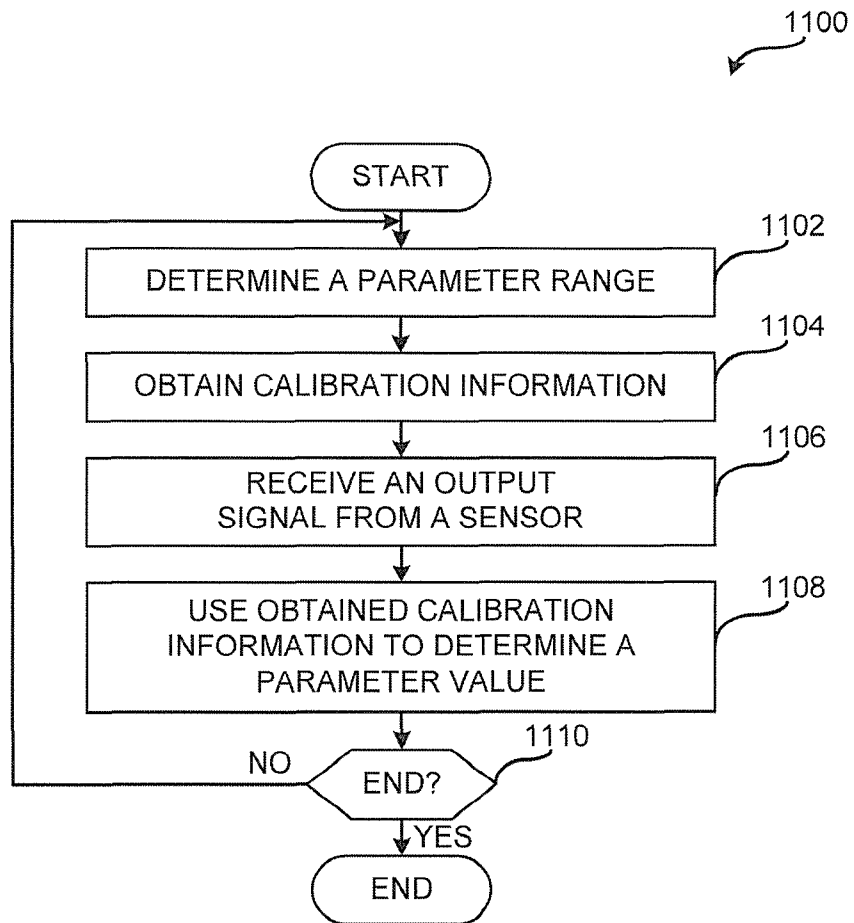 1100
START
1102
DETERMINE A PARAMETER RANGE
1104
OBTAIN CALIBRATION INFORMATION
1106
RECEIVE AN OUTPUT
SIGNAL FROM A SENSOR
1108
USE OBTAINED CALIBRATION
INFORMATION TO DETERMINE A
PARAMETER VALUE
1110
NO
END?
YES
END